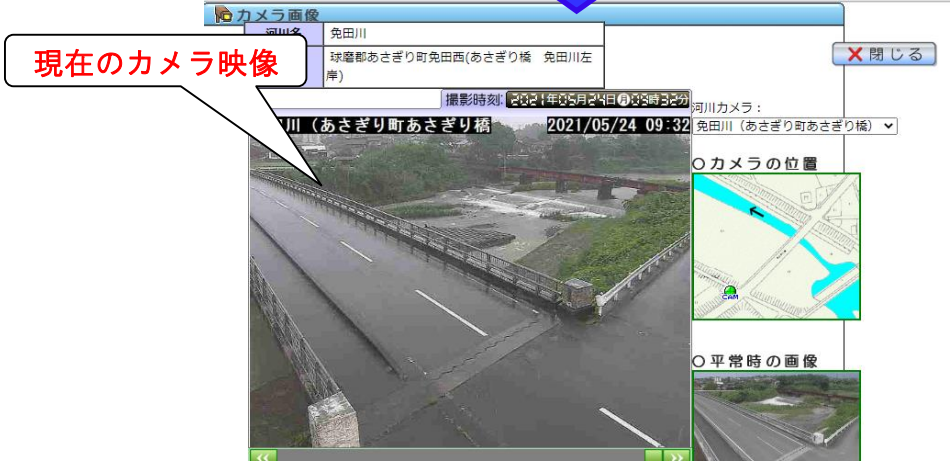 カメラ画像
河川名
免田川
球磨郡あさぎり町免田西(あさぎり橋 免田川左
岸)
現在のカメラ映像
閉じる
撮影時刻:
2021年05月24日(月)09時32分
河川カメラ:
免田川(あさぎり町あさぎり橋)
川(あさぎり町あさぎり橋
2021/05/24 09:32
○カメラの位置
CAM
○平常時の画像